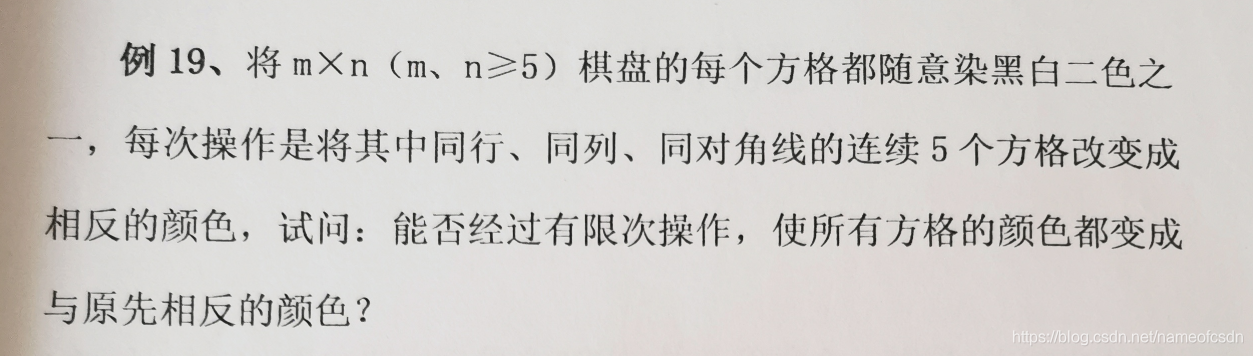 例 19、将 m×n（m、n≥5）棋盘的每个方格都随意染黑白二色之
一，每次操作是将其中同行、同列、同对角线的连续 5 个方格改变成
相反的颜色，试问：能否经过有限次操作，使所有方格的颜色都变成
与原先相反的颜色？
https://blog.csdn.net/nameofcsdn